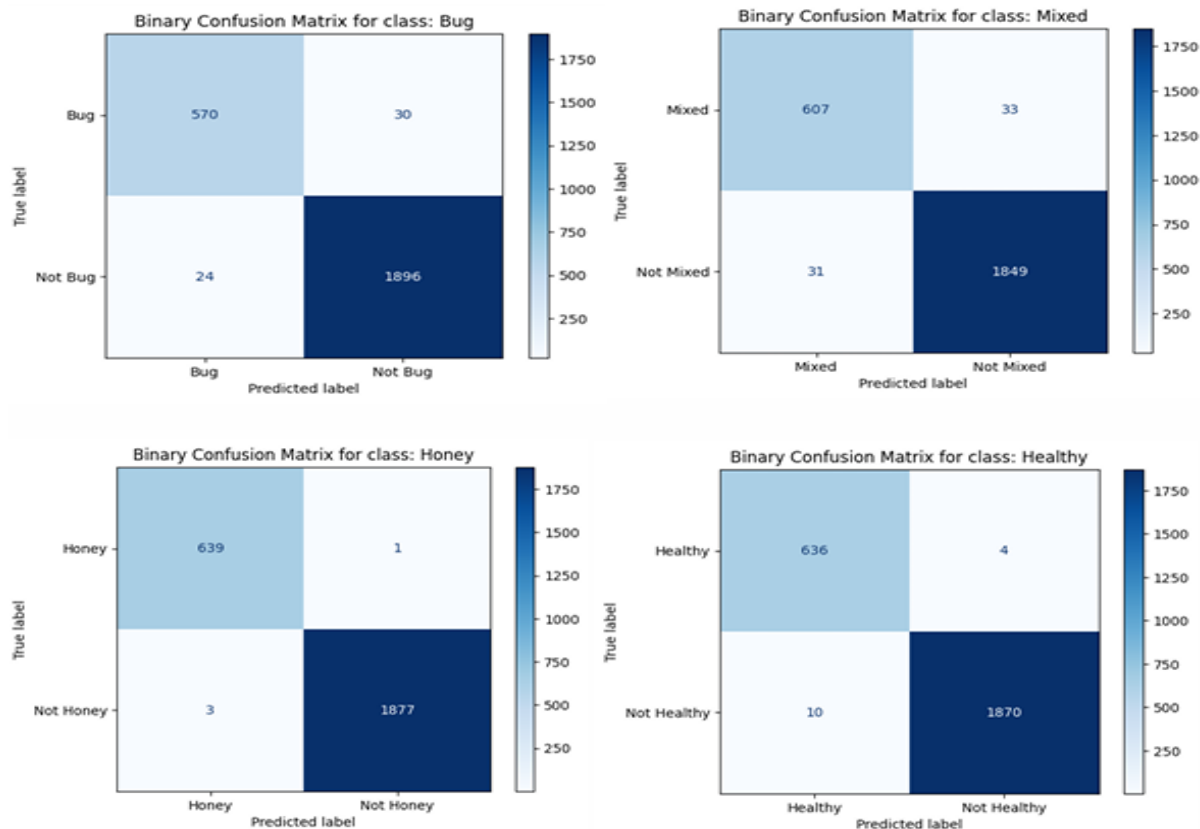 Binary Confusion Matrix for class: Bug
True label
Bug
570
30
Not Bug
24
1896
Bug
Not Bug
Predicted label
1750
1500
1250
1000
750
500
250
Binary Confusion Matrix for class: Mixed
True label
Mixed
607
33
Not Mixed
31
1849
Mixed
Not Mixed
Predicted label
1750
1500
1250
1000
750
500
250
Binary Confusion Matrix for class: Honey
True label
Honey
639
1
Not Honey
3
1877
Honey
Not Honey
Predicted label
1750
1500
1250
1000
750
500
250
Binary Confusion Matrix for class: Healthy
True label
Healthy
636
4
Not Healthy
10
1870
Healthy
Not Healthy
Predicted label
1750
1500
1250
1000
750
500
250